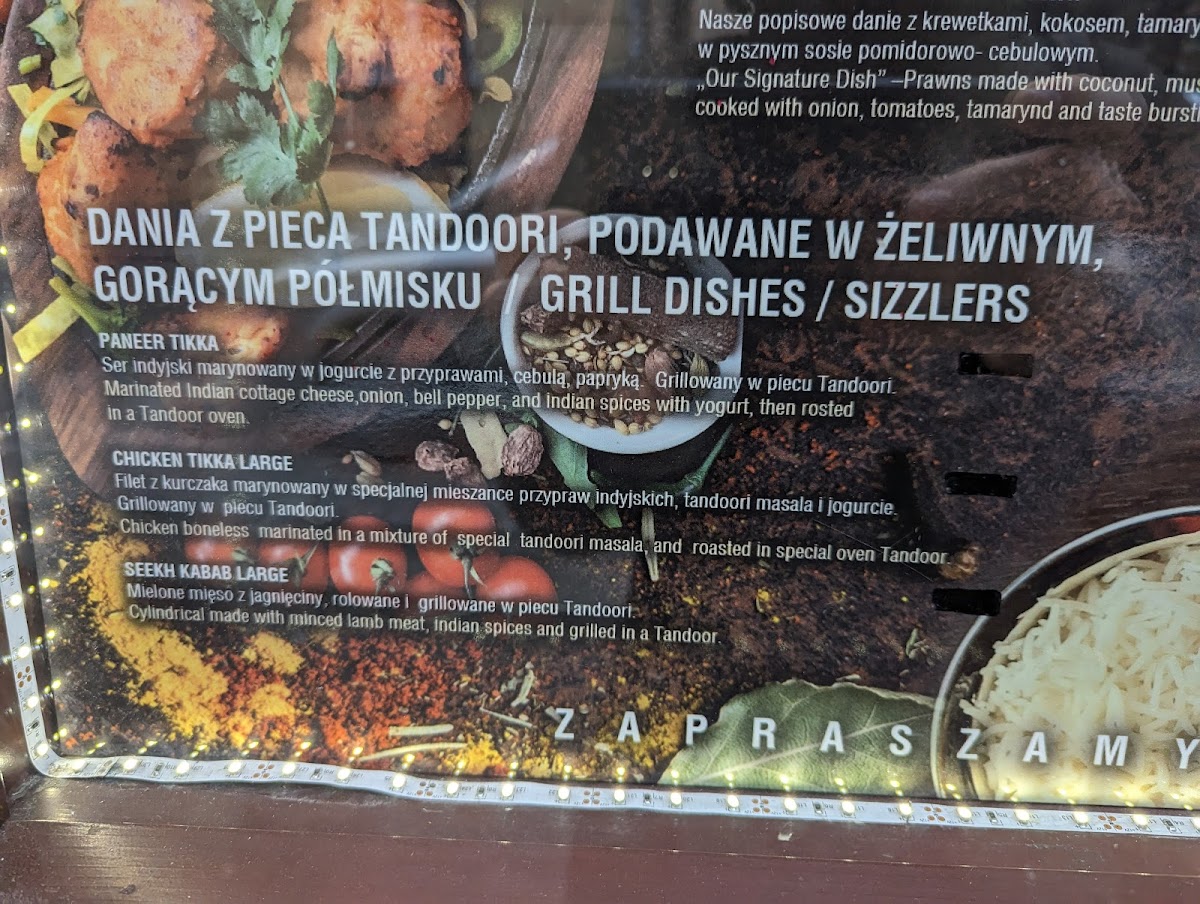 Nasze popisowe danie z krewetkami, kokosem, tamary
w pysznym sosie pomidorowo- cebulowym.
„Our Signature Dish” –Prawns made with coconut, mus
cooked with onion, tomatoes, tamarynd and taste bursti
DANIA Z PIECA TANDOORI, PODAWANE W ŻELIWNYM,
GORĄCYM PÓŁMISKU / GRILL DISHES / SIZZLERS
PANEER TIKKA
Ser indyjski marynowany w jogurcie z przyprawami, cebulą, papryką. Grillowany w piecu Tandoori.
Marinated Indian cottage cheese,onion, bell pepper, and indian spices with yogurt, then rosted
in a Tandoor oven.
CHICKEN TIKKA LARGE
Filet z kurczaka marynowany w specjalnej mieszance przypraw indyjskich, tandoori masala i jogurcie.
Grillowany w piecu Tandoori.
Chicken boneless marinated in a mixture of special tandoori masala, and roasted in special oven Tandoor.
SEEKH KABAB LARGE
Mielone mięso z jagnięciny, rolowane i grillowane w piecu Tandoori.
Cylindrical made with minced lamb meat, indian spices and grilled in a Tandoor.
ZAPRASZAMY